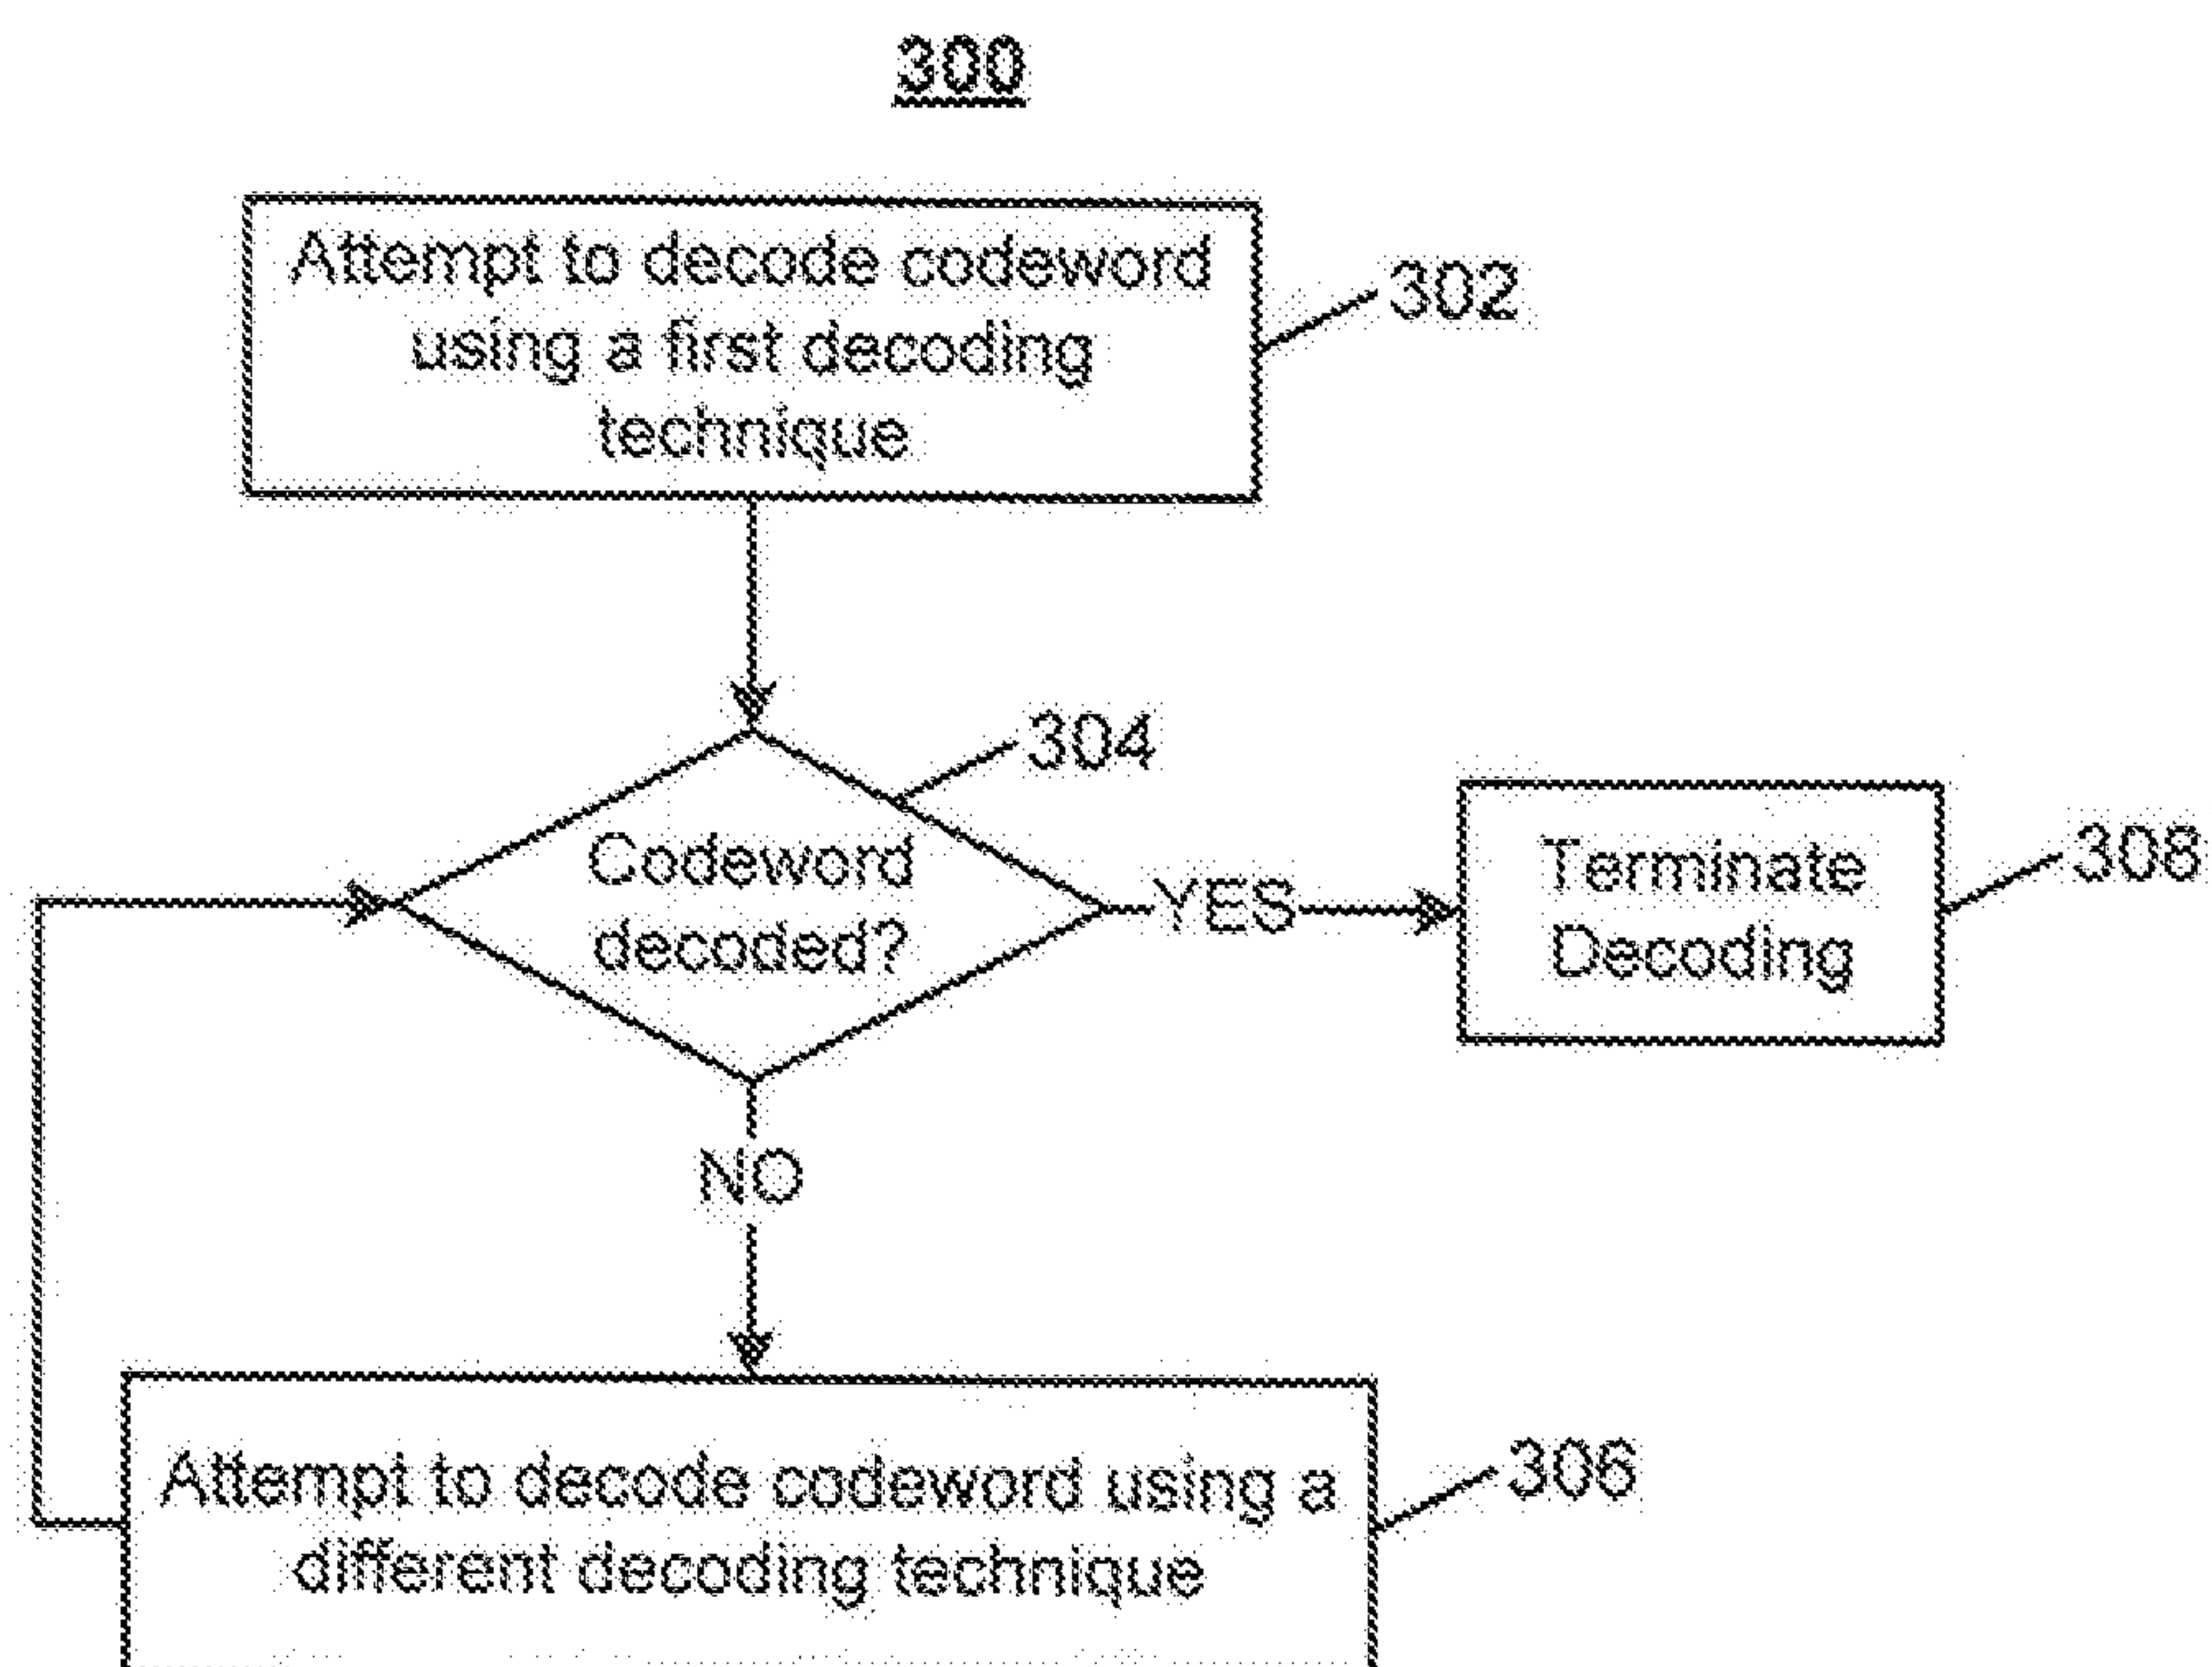 300
Attempt to decode codeword
using a first decoding
technique
302
304
Codeword
decoded?
YES
Terminate
Decoding
308
NO
Attempt to decode codeword using a
different decoding technique
306